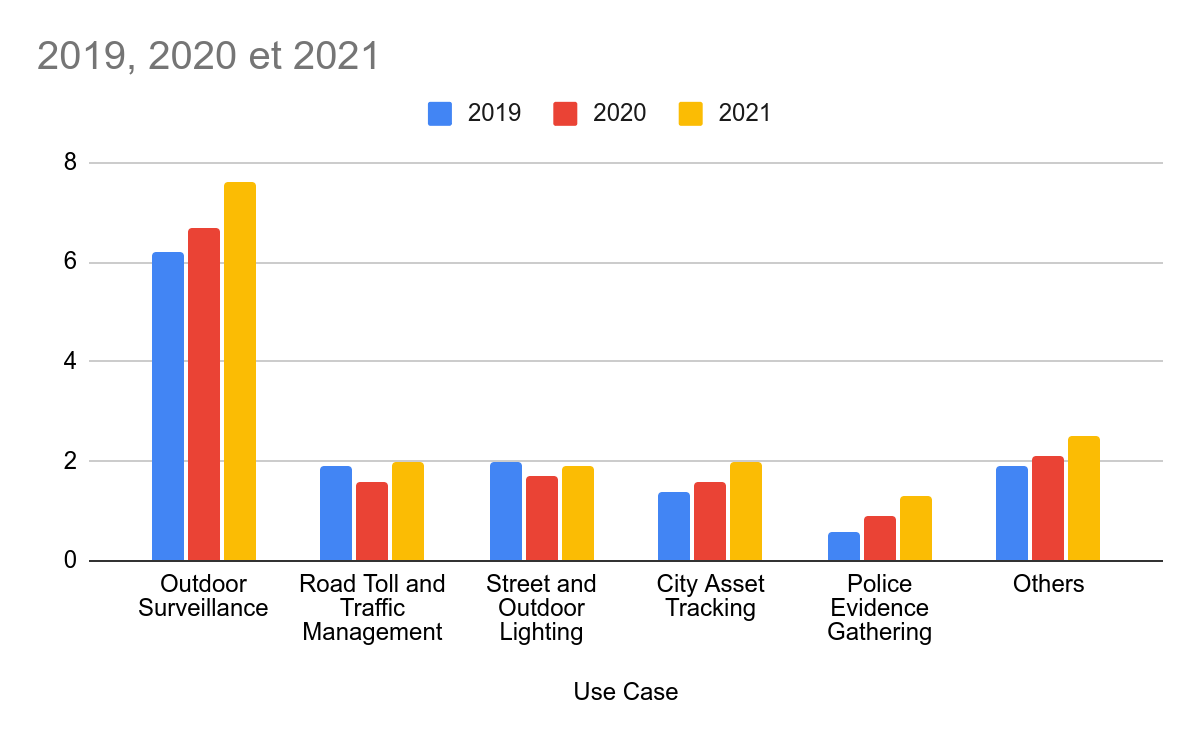 2019, 2020 et 2021
2019 2020 2021
8
6
4
2
0
Outdoor
Surveillance
Road Toll and
Traffic
Management
Street and
Outdoor
Lighting
City Asset
Tracking
Police
Evidence
Gathering
Others
Use Case